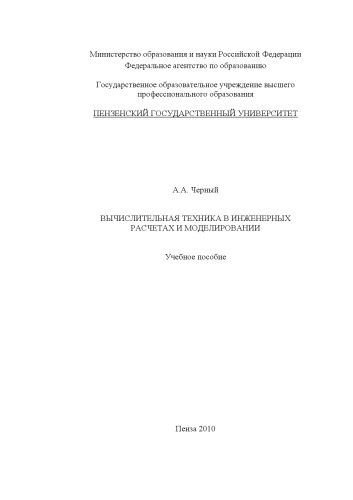 Министерство образования и науки Российской Федерации
Федеральное агентство по образованию
Государственное образовательное учреждение высшего
профессионального образования
ПЕНЗЕНСКИЙ ГОСУДАРСТВЕННЫЙ УНИВЕРСИТЕТ
А.А. Черный
ВЫЧИСЛИТЕЛЬНАЯ ТЕХНИКА В ИНЖЕНЕРНЫХ
РАСЧЕТАХ И МОДЕЛИРОВАНИИ
Учебное пособие
Пенза 2010